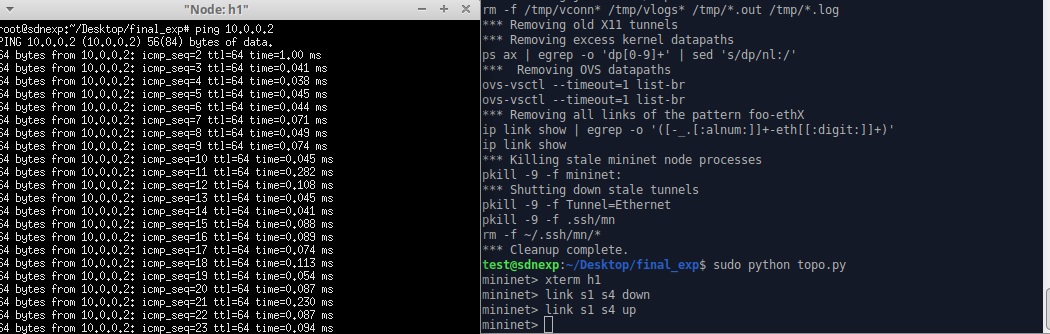 "Node: h1"
root@sdnexp:~/Desktop/final_exp# ping 10.0.0.2
PING 10.0.0.2 (10.0.0.2) 56(84) bytes of data.
64 bytes from 10.0.0.2: icmp_seq=2 ttl=64 time=1.00 ms
64 bytes from 10.0.0.2: icmp_seq=3 ttl=64 time=0.041 ms
64 bytes from 10.0.0.2: icmp_seq=4 ttl=64 time=0.038 ms
64 bytes from 10.0.0.2: icmp_seq=5 ttl=64 time=0.045 ms
64 bytes from 10.0.0.2: icmp_seq=6 ttl=64 time=0.044 ms
64 bytes from 10.0.0.2: icmp_seq=7 ttl=64 time=0.071 ms
64 bytes from 10.0.0.2: icmp_seq=8 ttl=64 time=0.049 ms
64 bytes from 10.0.0.2: icmp_seq=9 ttl=64 time=0.074 ms
64 bytes from 10.0.0.2: icmp_seq=10 ttl=64 time=0.045 ms
64 bytes from 10.0.0.2: icmp_seq=11 ttl=64 time=0.282 ms
64 bytes from 10.0.0.2: icmp_seq=12 ttl=64 time=0.108 ms
64 bytes from 10.0.0.2: icmp_seq=13 ttl=64 time=0.045 ms
64 bytes from 10.0.0.2: icmp_seq=14 ttl=64 time=0.041 ms
64 bytes from 10.0.0.2: icmp_seq=15 ttl=64 time=0.088 ms
64 bytes from 10.0.0.2: icmp_seq=16 ttl=64 time=0.089 ms
64 bytes from 10.0.0.2: icmp_seq=17 ttl=64 time=0.074 ms
64 bytes from 10.0.0.2: icmp_seq=18 ttl=64 time=0.113 ms
64 bytes from 10.0.0.2: icmp_seq=19 ttl=64 time=0.054 ms
64 bytes from 10.0.0.2: icmp_seq=20 ttl=64 time=0.087 ms
64 bytes from 10.0.0.2: icmp_seq=21 ttl=64 time=0.230 ms
64 bytes from 10.0.0.2: icmp_seq=22 ttl=64 time=0.087 ms
64 bytes from 10.0.0.2: icmp_seq=23 ttl=64 time=0.094 ms
rm -f /tmp/vconn* /tmp/vlogs* /tmp/*.out /tmp/*.log
*** Removing old X11 tunnels
*** Removing excess kernel datapaths
ps ax | egrep -o 'dp[0-9]+' | sed 's/dp/nl:/'
***  Removing OVS datapaths
ovs-vsctl --timeout=1 list-br
ovs-vsctl --timeout=1 list-br
*** Removing all links of the pattern foo-ethX
ip link show | egrep -o '([-_.[:alnum:]]+-eth[[:digit:]]+)'
ip link show
*** Killing stale mininet node processes
pkill -9 -f mininet:
*** Shutting down stale tunnels
pkill -9 -f Tunnel=Ethernet
pkill -9 -f .ssh/mn
rm -f ~/.ssh/mn/*
*** Cleanup complete.
test@sdnexp:~/Desktop/final_exp$ sudo python topo.py
mininet> xterm h1
mininet> link s1 s4 down
mininet> link s1 s4 up
mininet>